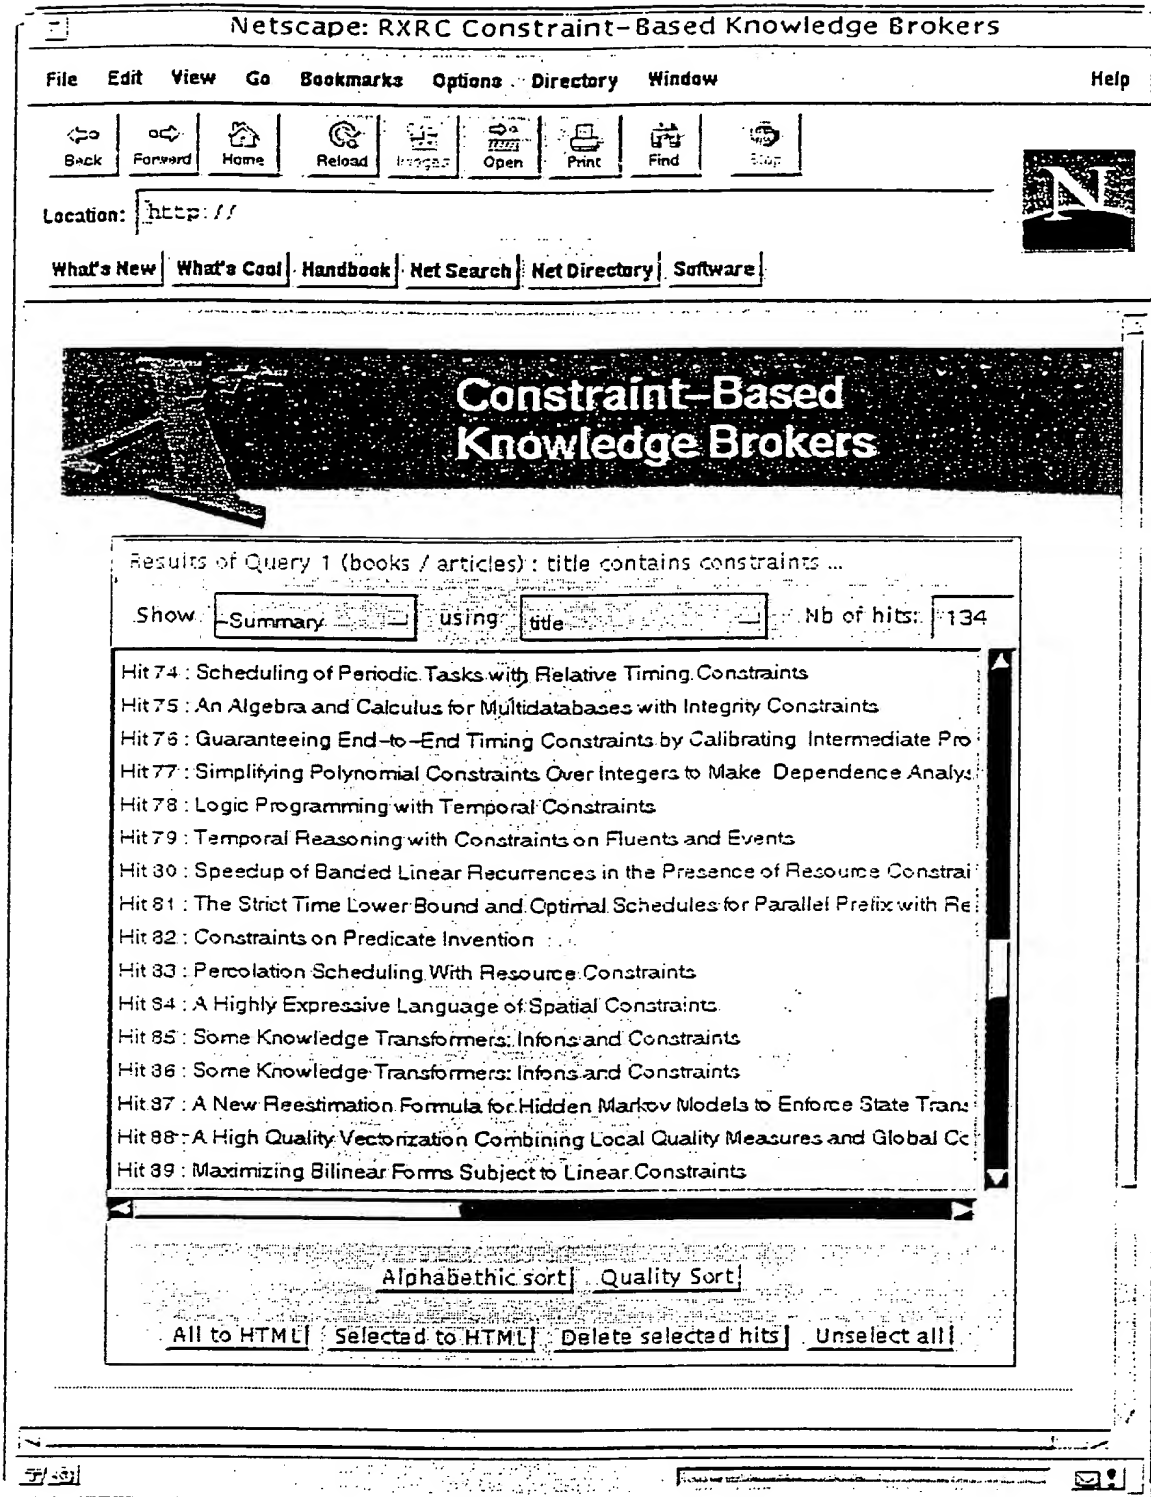 Netscape: RXRC Constraint-Based Knowledge Brokers
File Edit View Go Bookmarks Options Directory Window Help
Back Forward Home Reload Images Open Print Find Stop
Location: http://
What's New What's Cool Handbook Net Search Net Directory Software
Constraint-Based
Knowledge Brokers
Results of Query 1 (books / articles) : title contains constraints ...
Show Summary using title Nb of hits: 134
Hit 74 : Scheduling of Periodic Tasks with Relative Timing Constraints
Hit 75 : An Algebra and Calculus for Multidatabases with Integrity Constraints
Hit 76 : Guaranteeing End-to-End Timing Constraints by Calibrating Intermediate Pro
Hit 77 : Simplifying Polynomial Constraints Over Integers to Make Dependence Analys
Hit 78 : Logic Programming with Temporal Constraints
Hit 79 : Temporal Reasoning with Constraints on Fluents and Events
Hit 80 : Speedup of Banded Linear Recurrences in the Presence of Resource Constrai
Hit 81 : The Strict Time Lower Bound and Optimal Schedules for Parallel Prefix with Re
Hit 82 : Constraints on Predicate Invention
Hit 83 : Percolation Scheduling With Resource Constraints
Hit 84 : A Highly Expressive Language of Spatial Constraints
Hit 85 : Some Knowledge Transformers: Infons and Constraints
Hit 86 : Some Knowledge Transformers: Infons and Constraints
Hit 87 : A New Reestimation Formula for Hidden Markov Models to Enforce State Trans
Hit 88 : A High Quality Vectorization Combining Local Quality Measures and Global Cc
Hit 89 : Maximizing Bilinear Forms Subject to Linear Constraints
Alphabethic sort Quality Sort
All to HTML Selected to HTML Delete selected hits Unselect all